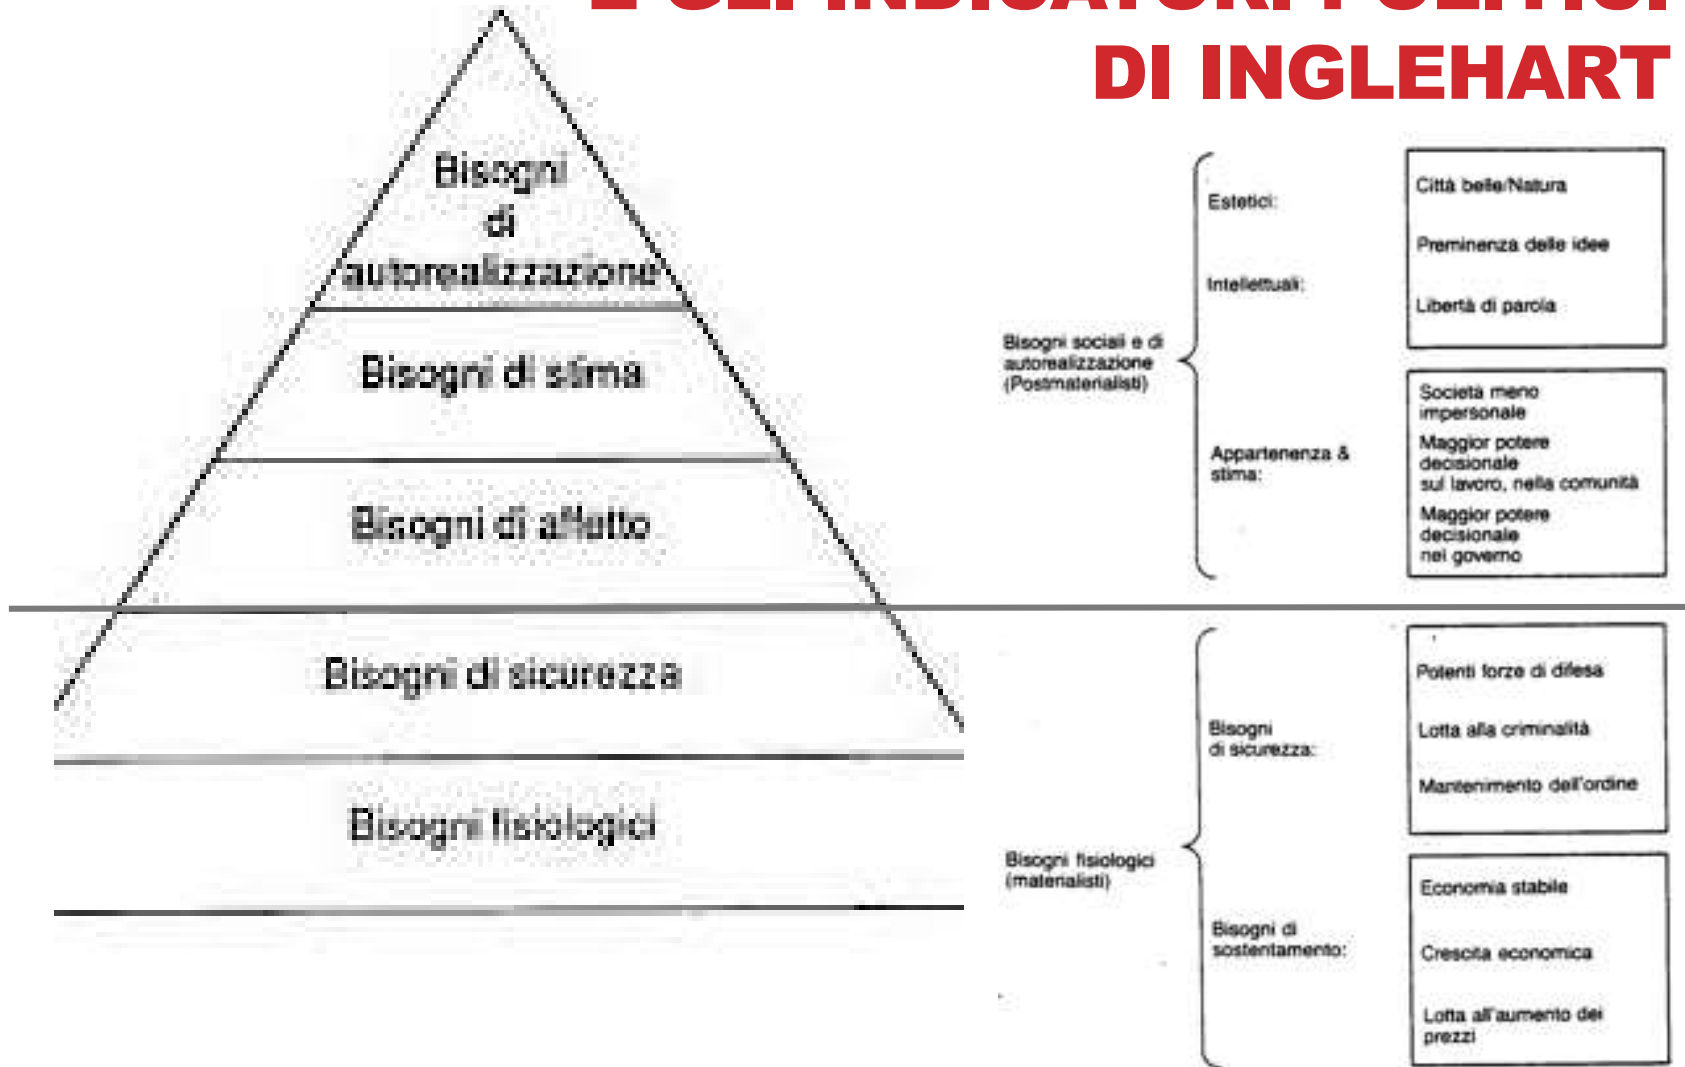 E GLI INDICATORI POLITICI
DI INGLEHART
Bisogni
di
autorealizzazione
Bisogni di stima
Bisogni di affetto
Bisogni di sicurezza
Bisogni fisiologici
Bisogni sociali e di
autorealizzazione
(Postmaterialisti)
Estetici:
Intellettuali:
Appartenenza &
stima:
Città belle/Natura
Preminenza delle idee
Libertà di parola
Società meno
impersonale
Maggior potere
decisionale
sul lavoro, nella comunità
Maggior potere
decisionale
nel governo
Bisogni fisiologici
(materialisti)
Bisogni
di sicurezza:
Bisogni di
sostentamento:
Potenti forze di difesa
Lotta alla criminalità
Mantenimento dell'ordine
Economia stabile
Crescita economica
Lotta all'aumento dei
prezzi